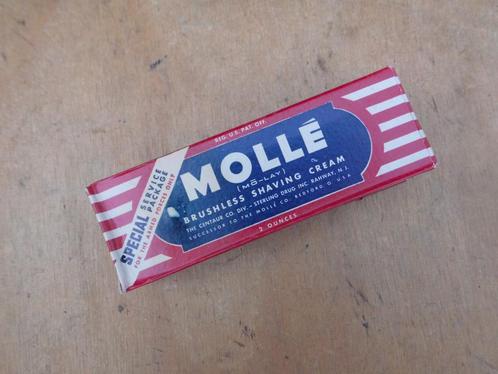 REG. U.S. PAT. OFF.
MOLLÉ
(MO-LAY)
BRUSHLESS SHAVING CREAM
THE CENTAUR CO. DIV. - STERLING DRUG INC. RAHWAY, N.J.
SUCCESSOR TO THE MOLLÉ CO. BEDFORD O. U.S.A.
2 OUNCES
SPECIAL SERVICE
PACKAGE
FOR THE ARMED FORCES ONLY